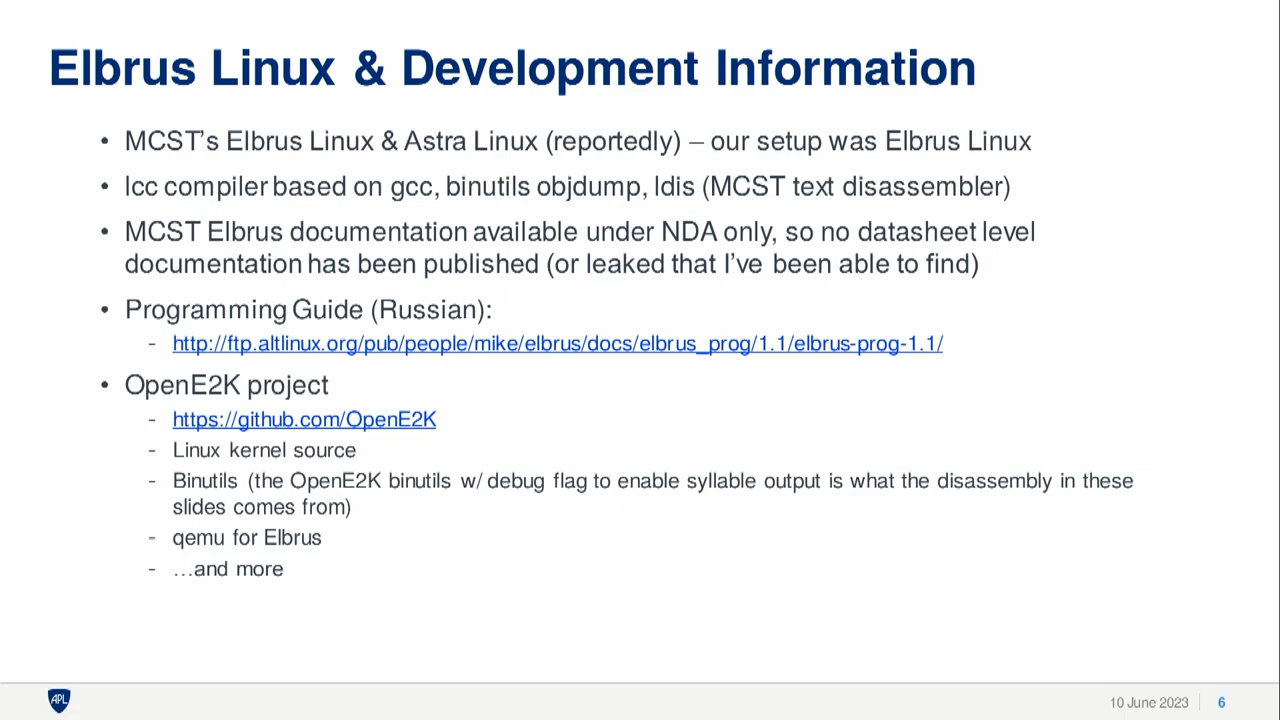 Elbrus Linux & Development Information
• MCST’s Elbrus Linux & Astra Linux (reportedly) – our setup was Elbrus Linux
• lcc compiler based on gcc, binutils objdump, ldis (MCST text disassembler)
• MCST Elbrus documentation available under NDA only, so no datasheet level
documentation has been published (or leaked that I’ve been able to find)
• Programming Guide (Russian):
- http://ftp.altlinux.org/pub/people/mike/elbrus/docs/elbrus_prog/1.1/elbrus-prog-1.1/
• OpenE2K project
- https://github.com/OpenE2K
- Linux kernel source
- Binutils (the OpenE2K binutils w/ debug flag to enable syllable output is what the disassembly in these
slides comes from)
- qemu for Elbrus
- …and more
APL
10 June 2023
6